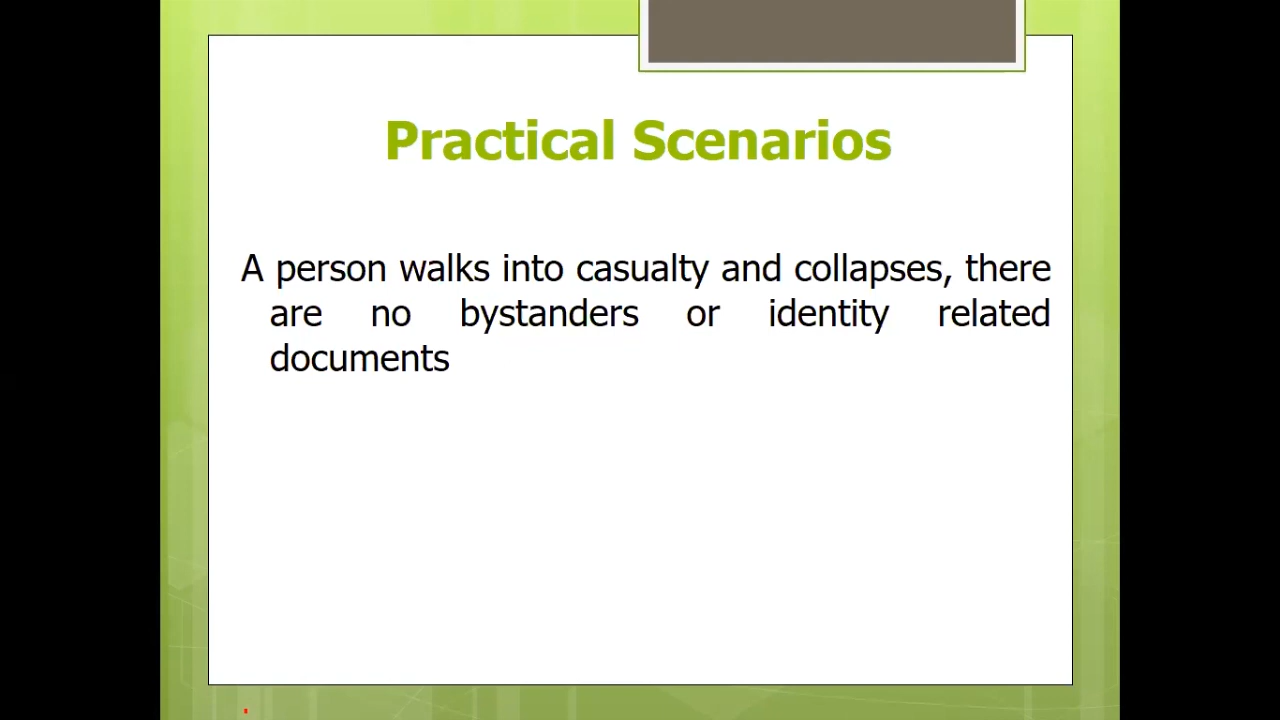 Practical Scenarios
A person walks into casualty and collapses, there
are no bystanders or identity related
documents